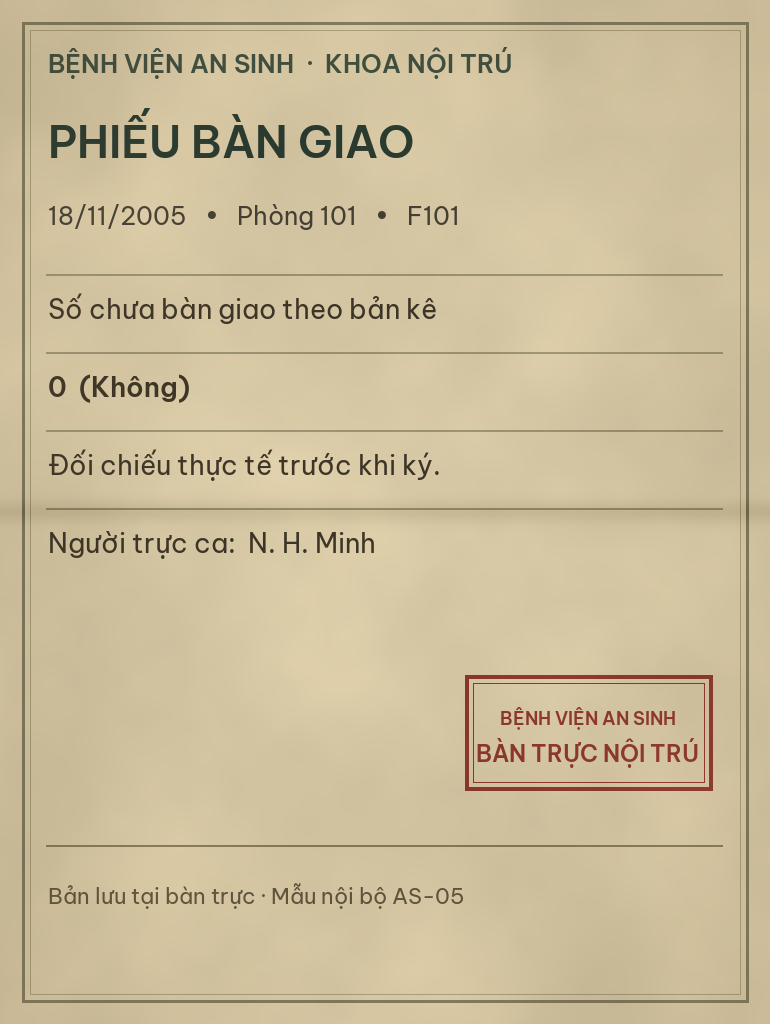 BỆNH VIỆN AN SINH · KHOA NỘI TRÚ
PHIẾU BÀN GIAO
18/11/2005 • Phòng 101 • F101
Số chưa bàn giao theo bản kê
0 (Không)
Đối chiếu thực tế trước khi ký.
Người trực ca: N. H. Minh
BỆNH VIỆN AN SINH
BÀN TRỰC NỘI TRÚ
Bản lưu tại bàn trực · Mẫu nội bộ AS-05